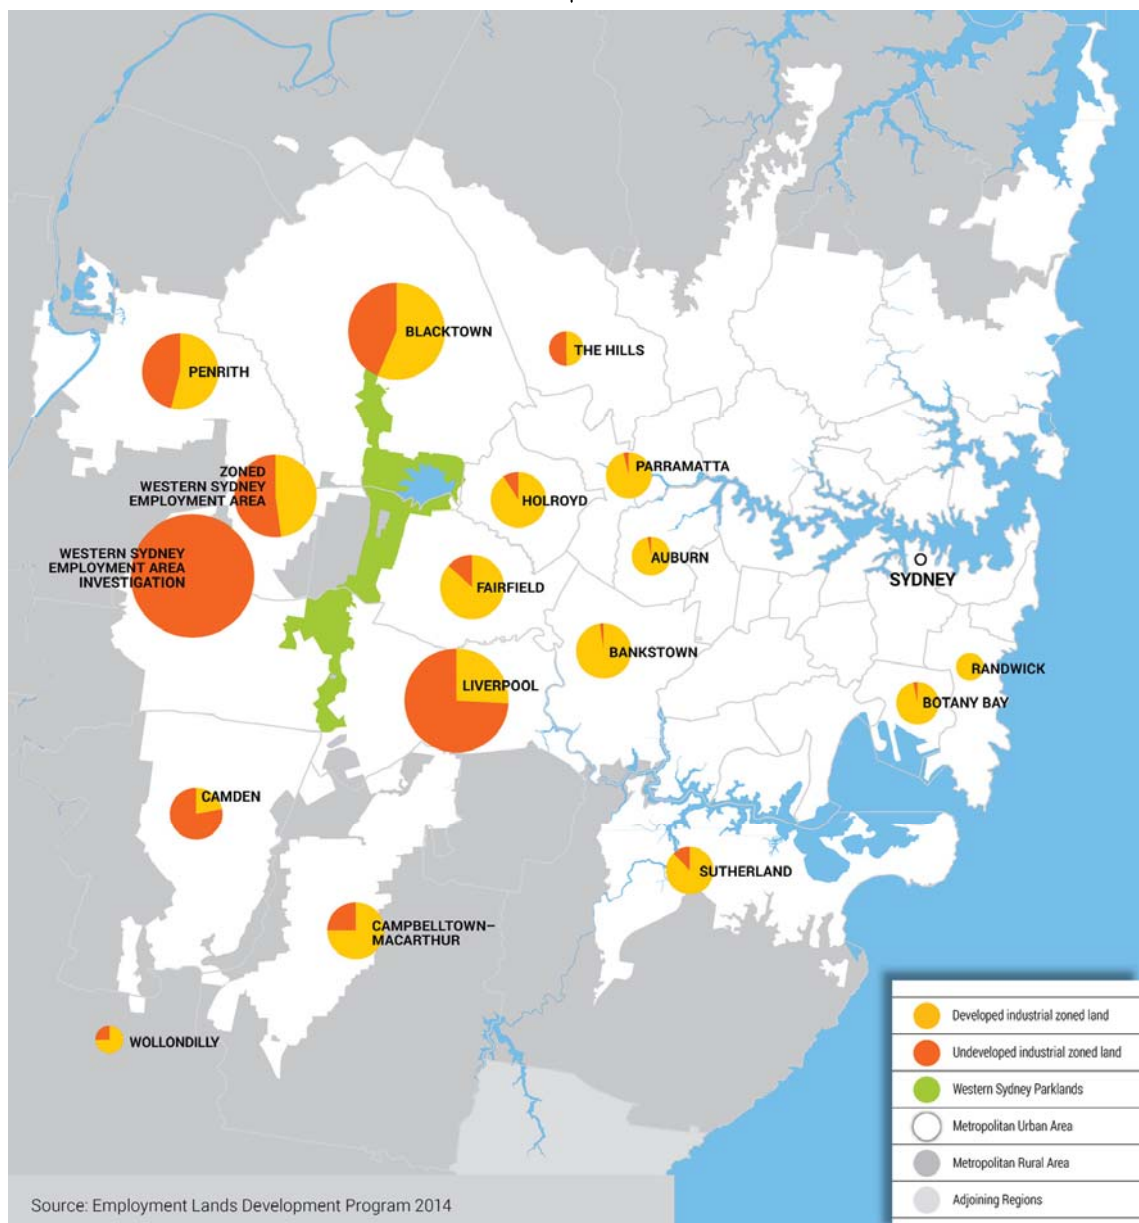 BLACKTOWN
THE HILLS
PENRITH
PARRAMATTA
ZONED
WESTERN SYDNEY
EMPLOYMENT AREA
HOLROYD
WESTERN SYDNEY
EMPLOYMENT AREA
INVESTIGATION
AUBURN
SYDNEY
FAIRFIELD
BANKSTOWN
RANDWICK
LIVERPOOL
BOTANY BAY
CAMDEN
SUTHERLAND
CAMPBELLTOWN–
MACARTHUR
WOLLONDILLY
Developed industrial zoned land
Undeveloped industrial zoned land
Western Sydney Parklands
Metropolitan Urban Area
Metropolitan Rural Area
Adjoining Regions
Source: Employment Lands Development Program 2014